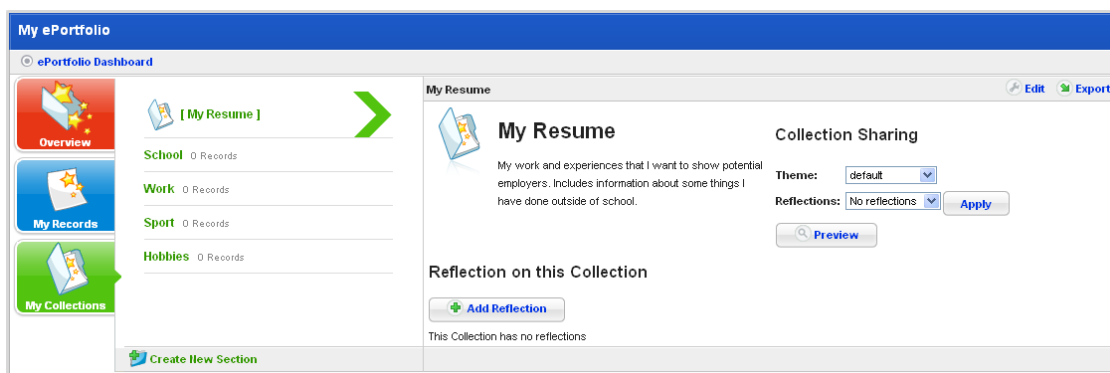 My ePortfolio
ePortfolio Dashboard
Overview
My Records
My Collections
[ My Resume ]
School 0 Records
Work 0 Records
Sport 0 Records
Hobbies 0 Records
Create New Section
My Resume
Edit Export
My Resume
My work and experiences that I want to show potential
employers. Includes information about some things I
have done outside of school.
Collection Sharing
Theme: default
Reflections: No reflections Apply
Preview
Reflection on this Collection
Add Reflection
This Collection has no reflections